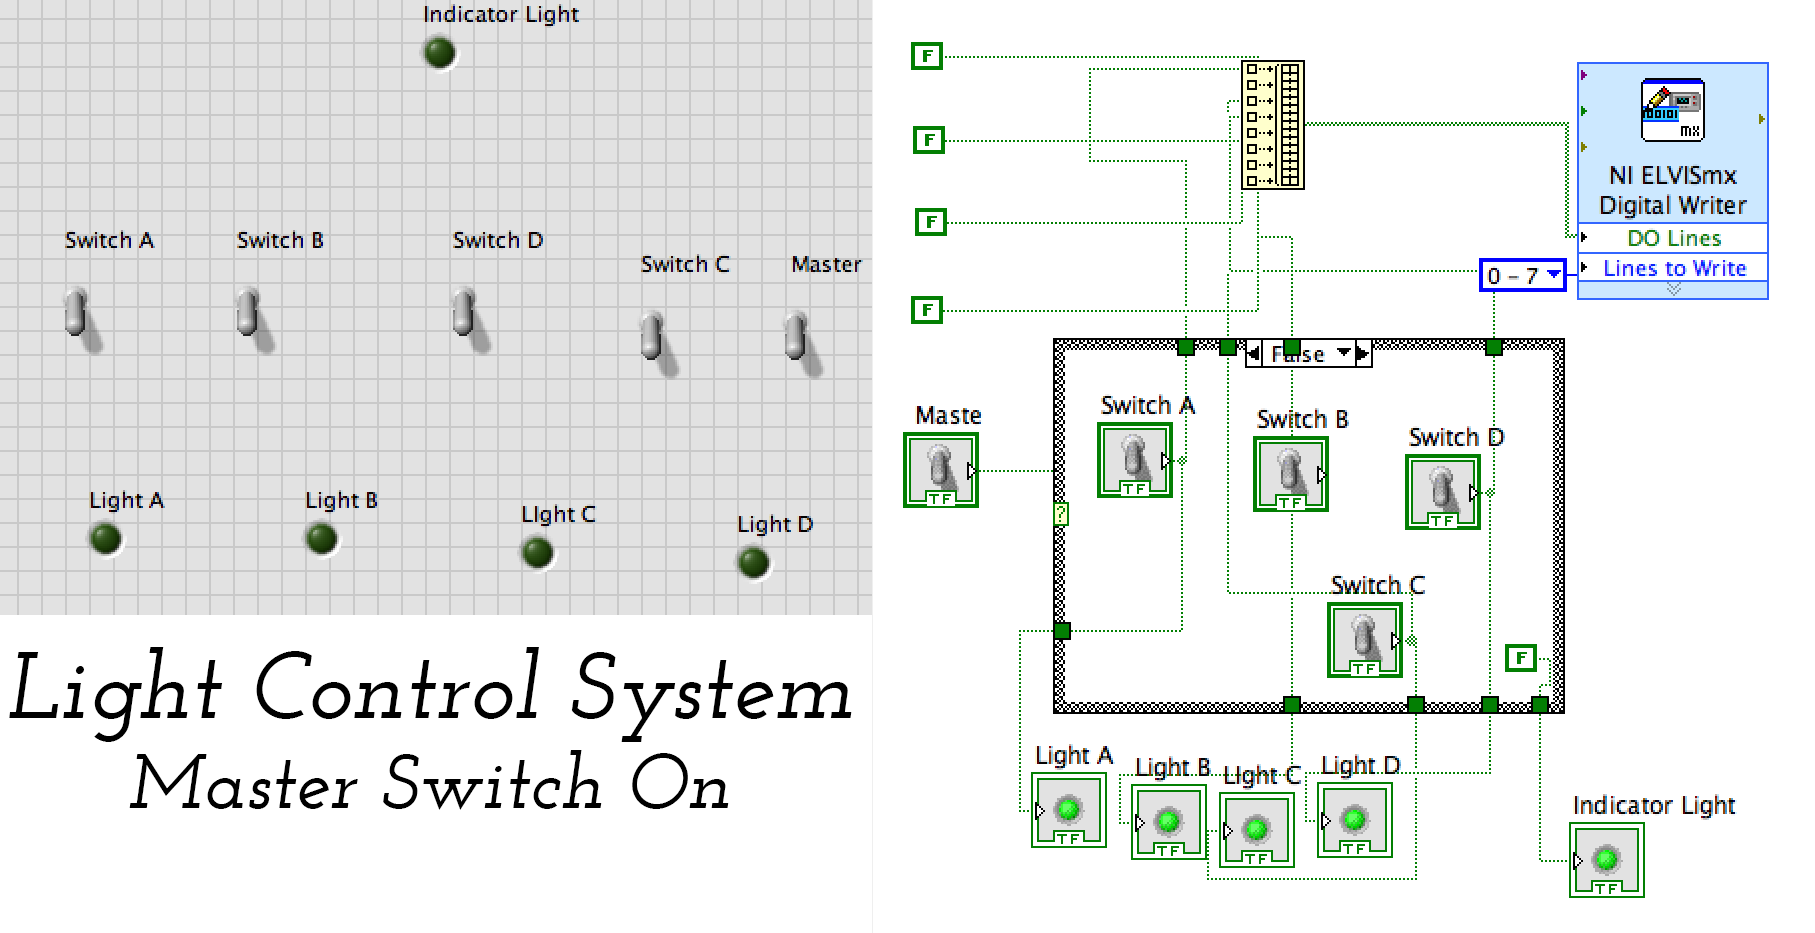 Indicator Light
Switch A
Switch B
Switch D
Switch C
Master
Light A
Light B
LIght C
Light D
Light Control System
Master Switch On
F
F
F
F
NI ELVISmx
Digital Writer
mx
DO Lines
Lines to Write
0 - 7
False
Maste
TF
?
Switch A
TF
Switch B
TF
Switch D
TF
Switch C
TF
F
Light A
TF
Light B
TF
LIght C
TF
Light D
TF
Indicator Light
TF